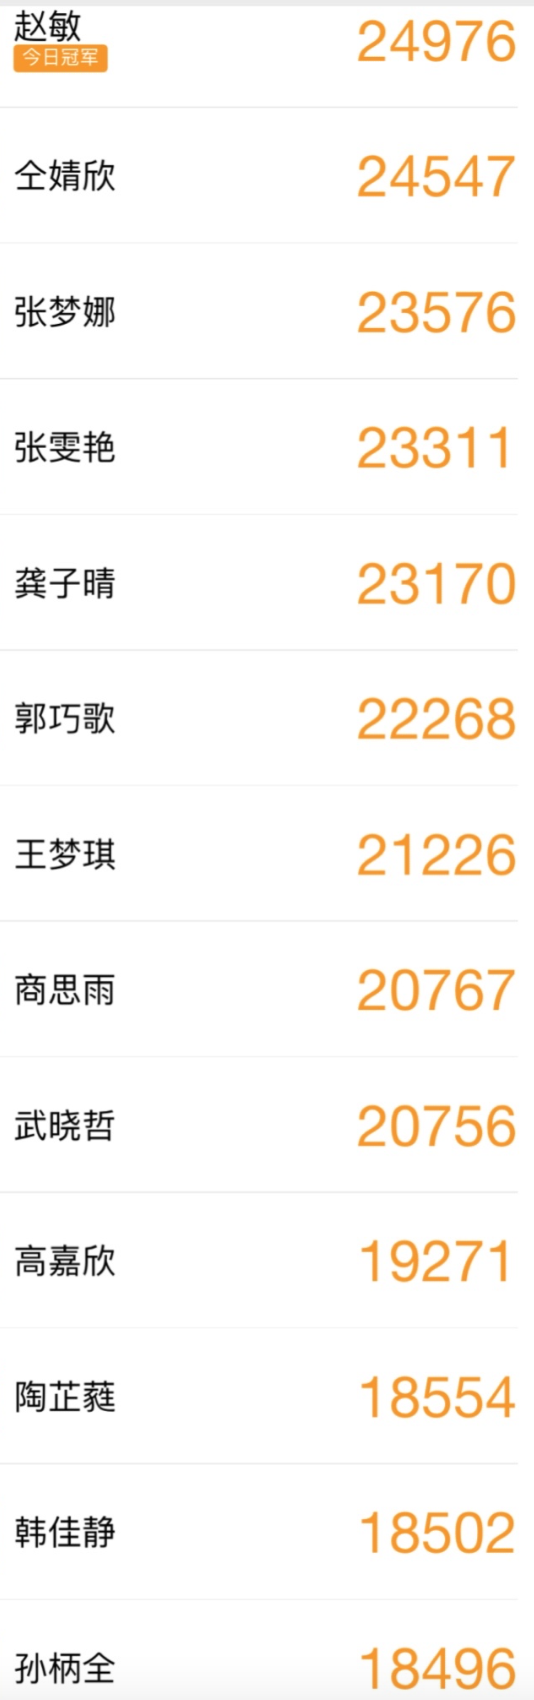 赵敏 24976
今日冠军
仝婧欣 24547
张梦娜 23576
张雯艳 23311
龚子晴 23170
郭巧歌 22268
王梦琪 21226
商思雨 20767
武晓哲 20756
高嘉欣 19271
陶芷蕤 18554
韩佳静 18502
孙柄全 18496